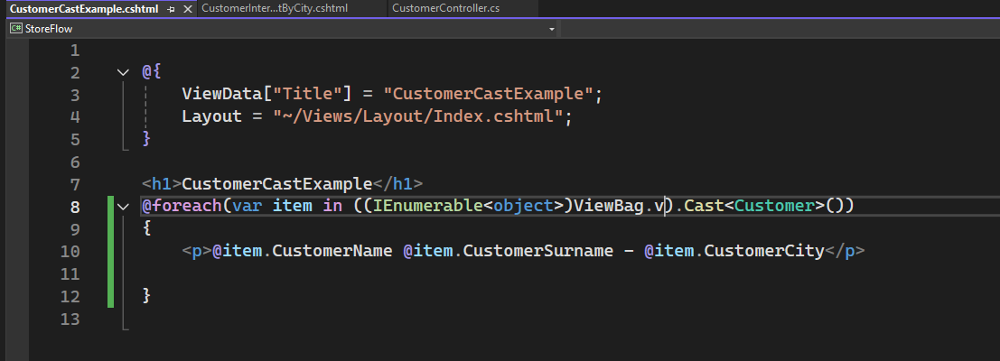 CustomerCastExample.cshtml
CustomerInter...tByCity.cshtml
CustomerController.cs
C# StoreFlow
1
2 @{
3     ViewData["Title"] = "CustomerCastExample";
4     Layout = "~/Views/Layout/Index.cshtml";
5 }
6
7 <h1>CustomerCastExample</h1>
8 @foreach(var item in ((IEnumerable<object>)ViewBag.v).Cast<Customer>())
9 {
10     <p>@item.CustomerName @item.CustomerSurname - @item.CustomerCity</p>
11
12 }
13